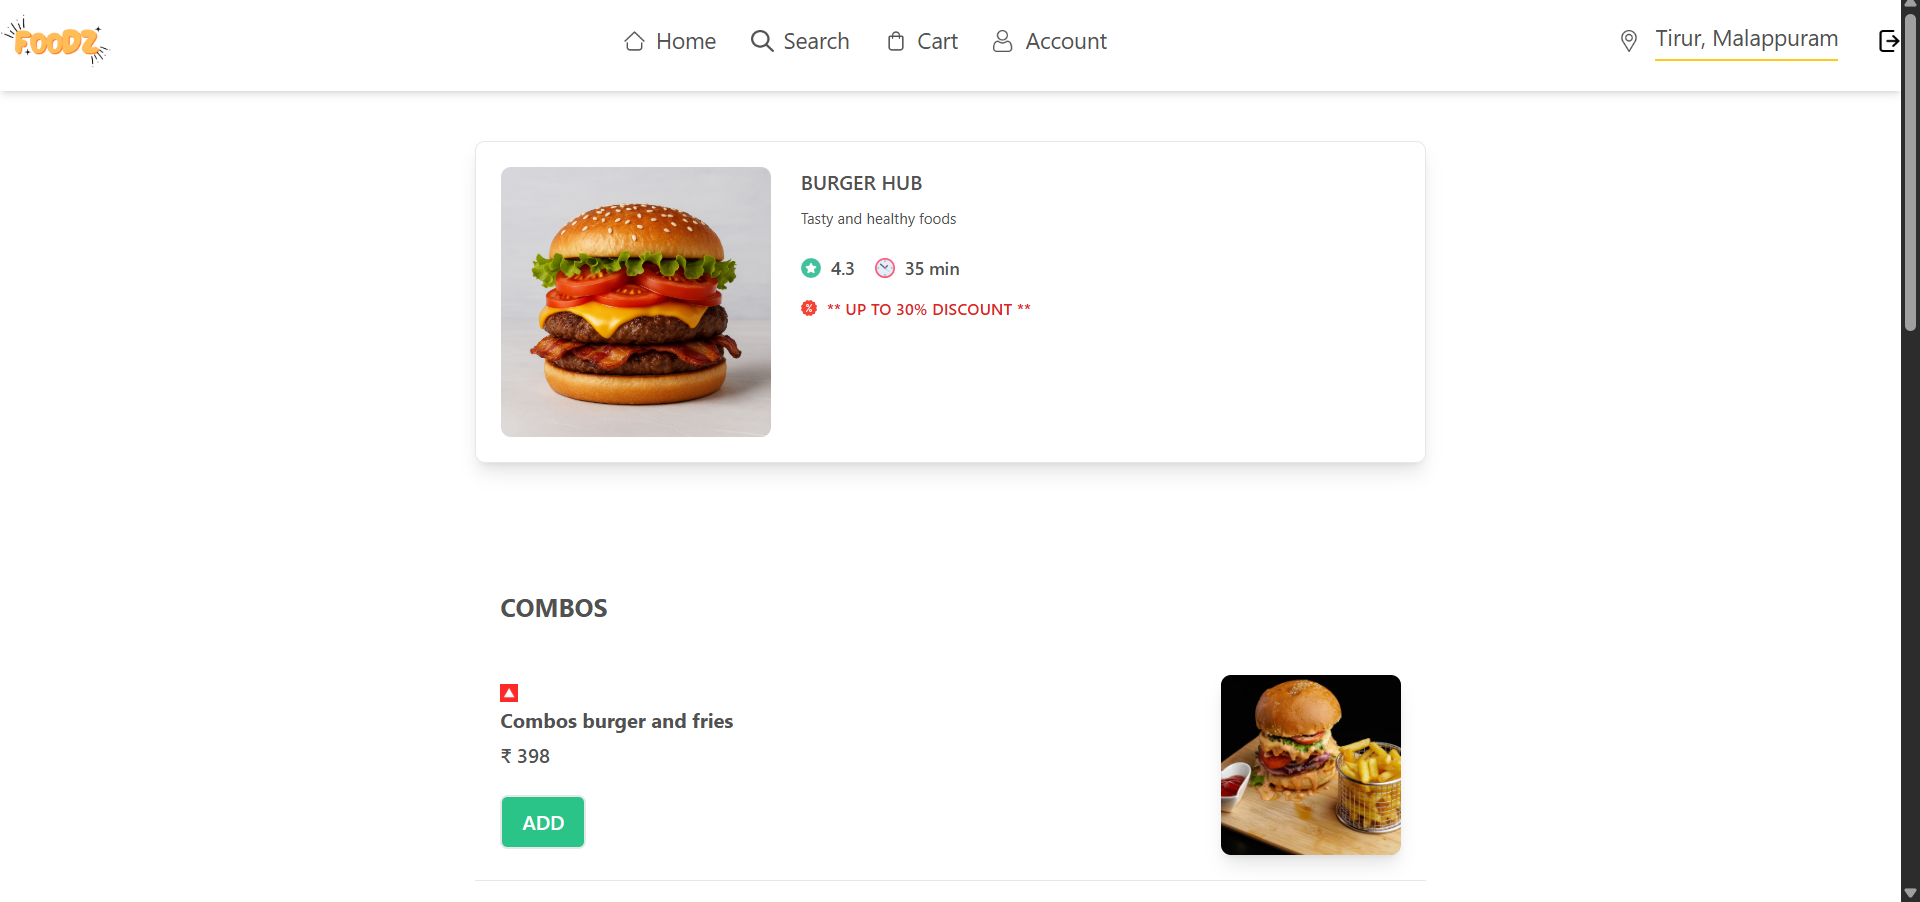 FOODZ
Home
Search
Cart
Account
Tirur, Malappuram
BURGER HUB
Tasty and healthy foods
4.3
35 min
** UP TO 30% DISCOUNT **
COMBOS
Combos burger and fries
₹ 398
ADD